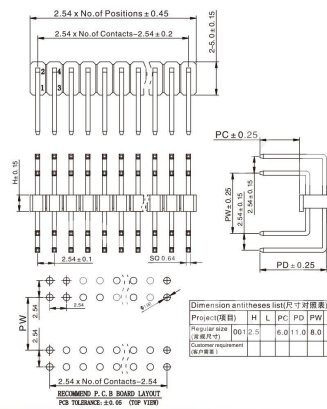 2.54 x No.of Positions±0.45
2.54 x No.of Contacts-2.54±0.2
2-5.0±0.15
2 4
1 3
PC±0.25
H±0.15
PW±0.25
2.54±0.15
2.54±0.15
2.54±0.1
SQ 0.64
PD±0.25
2.54
2.54
PW
2.54
2.54 x No.of Contacts-2.54
RECOMMEND P.C.B BOARD LAYOUT
PCB TOLERANCE:±0.05 (TOP VIEW)
Dimension antitheses list(尺寸对照表)
Project(项目) H L PC PD PW
Regular size (常规尺寸) 001 2.5 6.0 11.0 8.0
Customer requirement (客户需要)